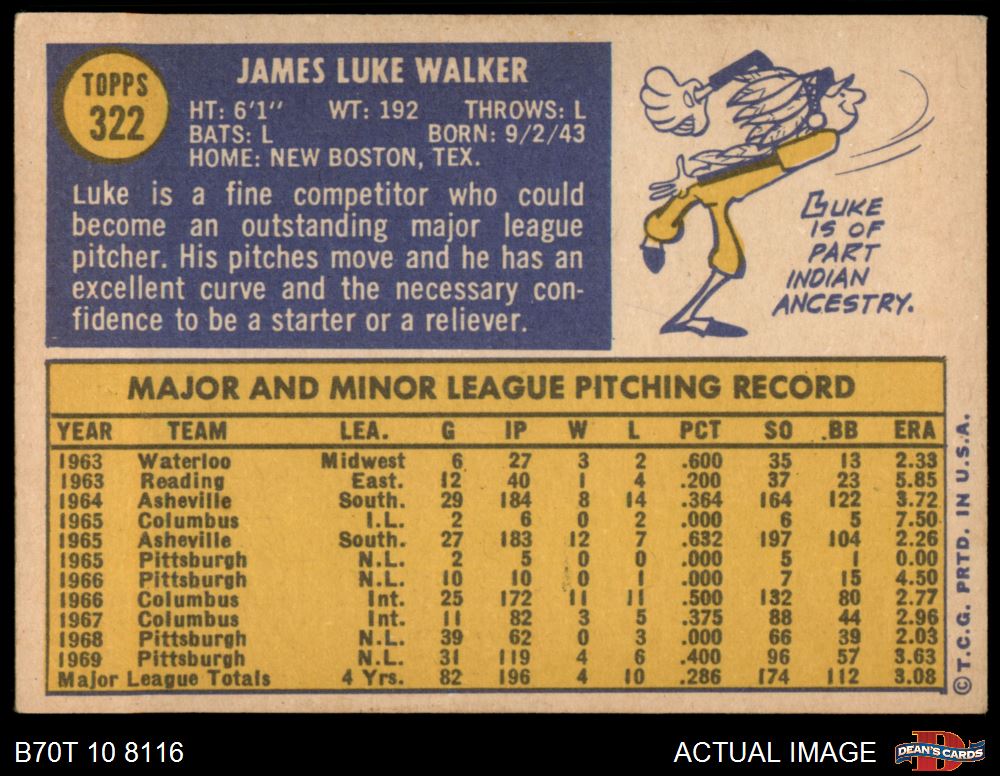 TOPPS
322
JAMES LUKE WALKER
HT: 6'1" WT: 192 THROWS: L
BATS: L BORN: 9/2/43
HOME: NEW BOSTON, TEX.
Luke is a fine competitor who could
become an outstanding major league
pitcher. His pitches move and he has an
excellent curve and the necessary con-
fidence to be a starter or a reliever.
LUKE
IS OF
PART
INDIAN
ANCESTRY.
MAJOR AND MINOR LEAGUE PITCHING RECORD
YEAR TEAM LEA. G IP W L PCT SO BB ERA
1963 Waterloo Midwest 6 27 3 2 .600 35 13 2.33
1963 Reading East. 12 40 1 4 .200 37 23 5.85
1964 Asheville South. 29 184 8 14 .364 164 122 3.72
1965 Columbus I.L. 2 6 0 2 .000 6 5 7.50
1965 Asheville South. 27 183 12 7 .632 197 104 2.26
1965 Pittsburgh N.L. 2 5 0 0 .000 5 1 0.00
1966 Pittsburgh N.L. 10 10 0 1 .000 7 15 4.50
1966 Columbus Int. 25 172 11 11 .500 132 80 2.77
1967 Columbus Int. 11 82 3 5 .375 88 44 2.96
1968 Pittsburgh N.L. 39 62 0 3 .000 66 39 2.03
1969 Pittsburgh N.L. 31 119 4 6 .400 96 57 3.63
Major League Totals 4 Yrs. 82 196 4 10 .286 174 112 3.08
©T.C.G. PRTD. IN U.S.A.
B70T 10 8116
ACTUAL IMAGE
D
DEAN'S CARDS